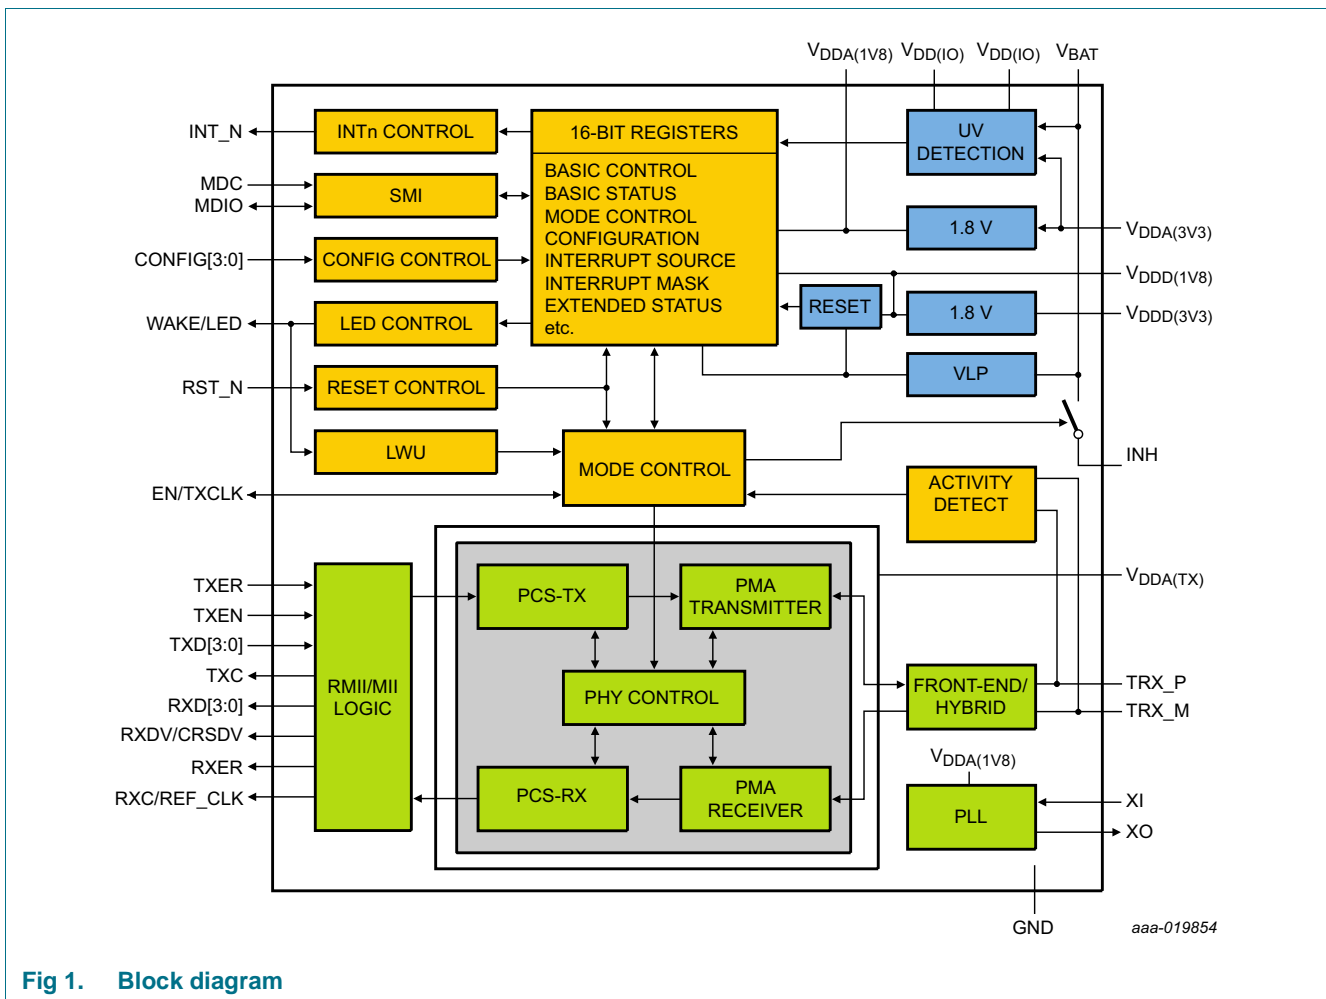 VDDA(1V8) VDD(IO) VDD(IO) VBAT
INT_N
INTn CONTROL
MDC
MDIO
SMI
CONFIG[3:0]
CONFIG CONTROL
WAKE/LED
LED CONTROL
RST_N
RESET CONTROL
LWU
EN/TXCLK
16-BIT REGISTERS
BASIC CONTROL
BASIC STATUS
MODE CONTROL
CONFIGURATION
INTERRUPT SOURCE
INTERRUPT MASK
EXTENDED STATUS
etc.
UV
DETECTION
1.8 V
VDDA(3V3)
VDDD(1V8)
RESET
1.8 V
VDDD(3V3)
VLP
MODE CONTROL
INH
ACTIVITY
DETECT
VDDA(TX)
TXER
TXEN
TXD[3:0]
TXC
RXD[3:0]
RXDV/CRSDV
RXER
RXC/REF_CLK
RMII/MII
LOGIC
PCS-TX
PMA
TRANSMITTER
PHY CONTROL
PCS-RX
PMA
RECEIVER
FRONT-END/
HYBRID
TRX_P
TRX_M
VDDA(1V8)
PLL
XI
XO
GND
aaa-019854
Fig 1. Block diagram